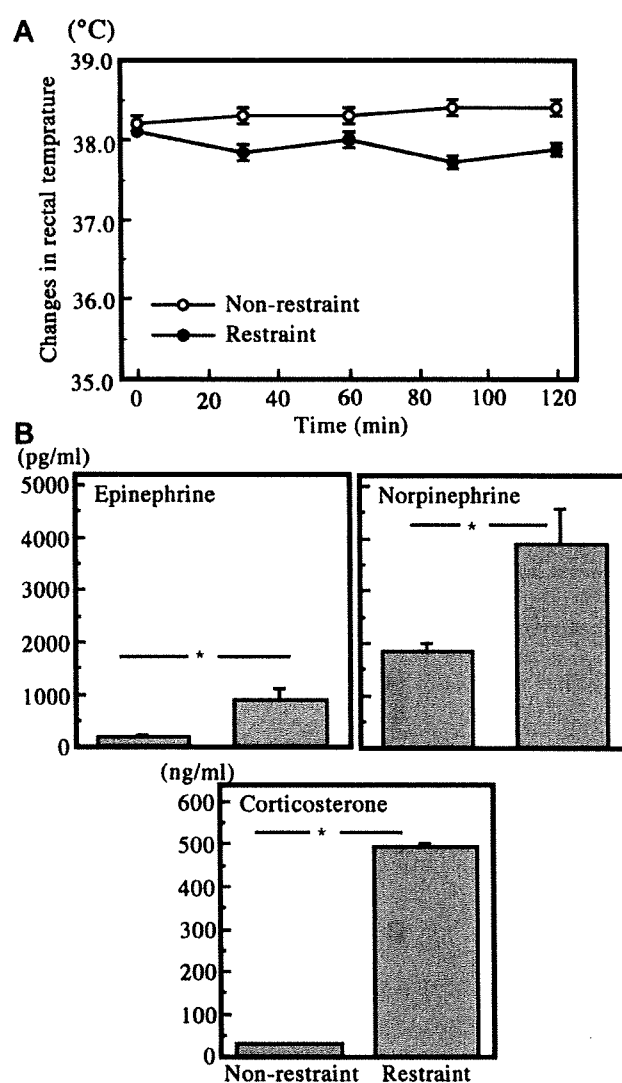 A (°C)
Changes in rectal temprature
39.0
38.0
37.0
36.0
35.0
Non-restraint
Restraint
0 20 40 60 80 100 120
Time (min)
B
(pg/ml)
5000
4000
3000
2000
1000
0
Epinephrine
*
Norpinephrine
*
(ng/ml)
600
500
400
300
200
100
0
Corticosterone
*
Non-restraint Restraint